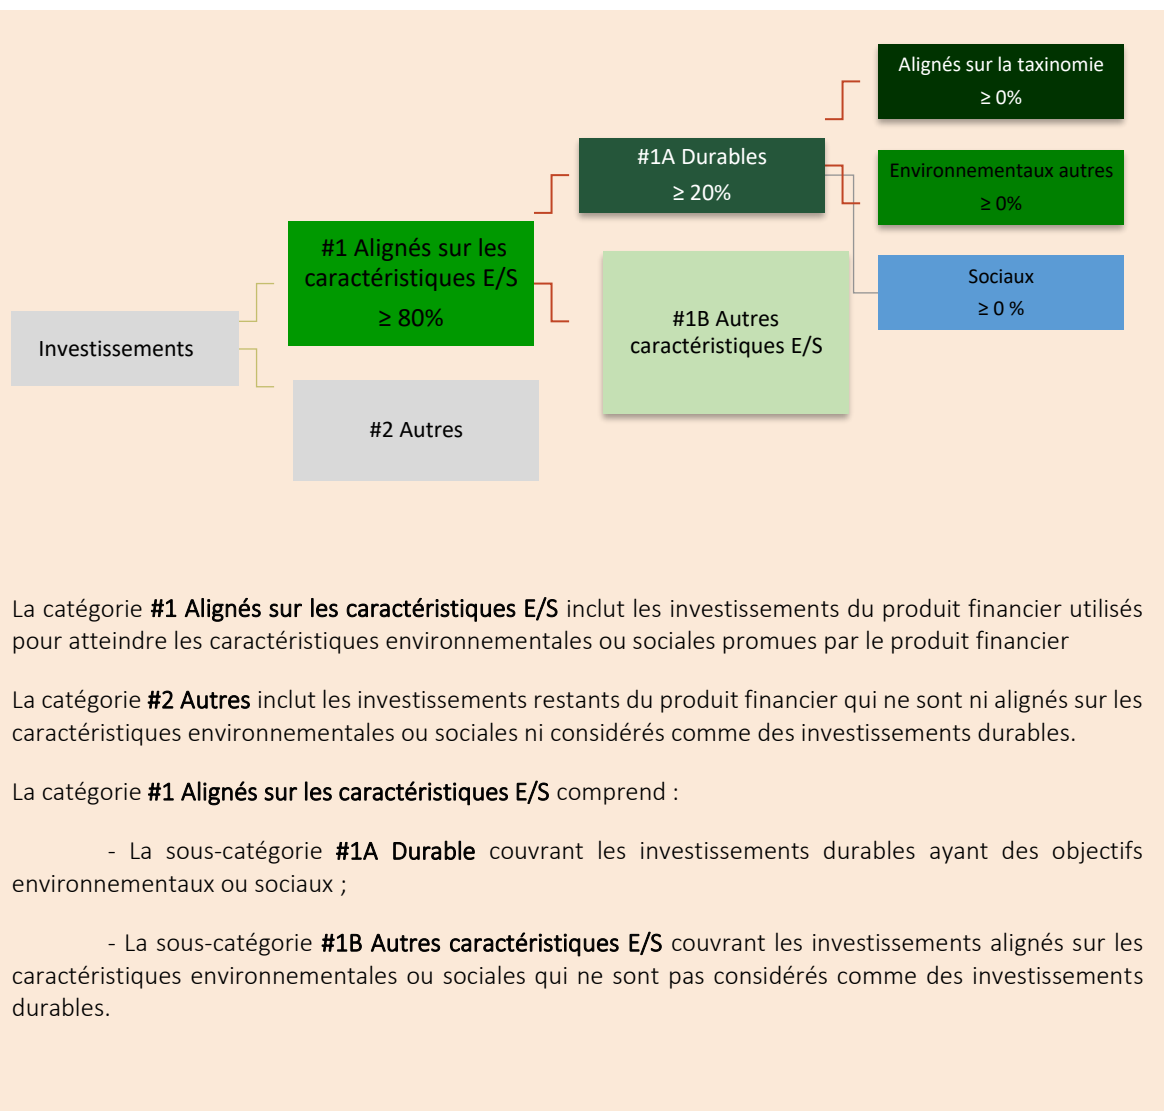 Alignés sur la taxinomie
≥ 0%
#1A Durables
≥ 20%
Environnementaux autres
≥ 0%
#1 Alignés sur les
caractéristiques E/S
≥ 80%
Sociaux
≥ 0 %
Investissements
#1B Autres
caractéristiques E/S
#2 Autres
La catégorie #1 Alignés sur les caractéristiques E/S inclut les investissements du produit financier utilisés
pour atteindre les caractéristiques environnementales ou sociales promues par le produit financier
La catégorie #2 Autres inclut les investissements restants du produit financier qui ne sont ni alignés sur les
caractéristiques environnementales ou sociales ni considérés comme des investissements durables.
La catégorie #1 Alignés sur les caractéristiques E/S comprend :
- La sous-catégorie #1A Durable couvrant les investissements durables ayant des objectifs
environnementaux ou sociaux ;
- La sous-catégorie #1B Autres caractéristiques E/S couvrant les investissements alignés sur les
caractéristiques environnementales ou sociales qui ne sont pas considérés comme des investissements
durables.